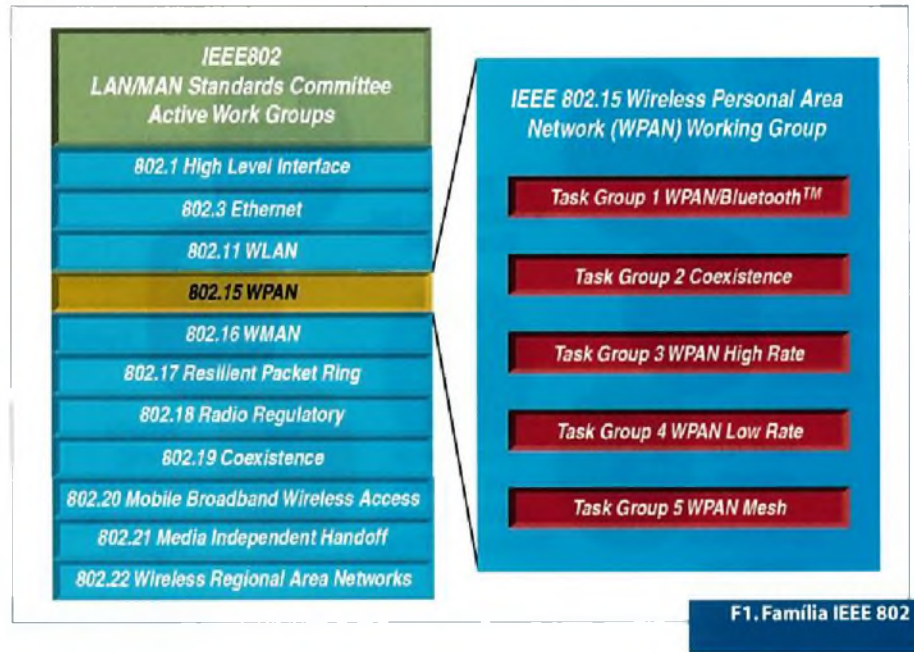 IEEE802
LAN/MAN Standards Committee
Active Work Groups
802.1 High Level Interface
802.3 Ethernet
802.11 WLAN
802.15 WPAN
802.16 WMAN
802.17 Resilient Packet Ring
802.18 Radio Regulatory
802.19 Coexistence
802.20 Mobile Broadband Wireless Access
802.21 Media Independent Handoff
802.22 Wireless Regional Area Networks
IEEE 802.15 Wireless Personal Area
Network (WPAN) Working Group
Task Group 1 WPAN/Bluetooth™
Task Group 2 Coexistence
Task Group 3 WPAN High Rate
Task Group 4 WPAN Low Rate
Task Group 5 WPAN Mesh
F1. Família IEEE 802